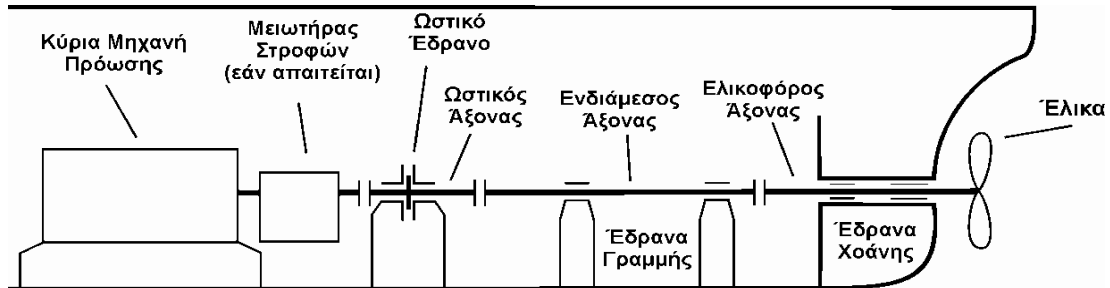 Κύρια Μηχανή
Πρόωσης
Μειωτήρας
Στροφών
(εάν απαιτείται)
Ωστικό
Έδρανο
Ωστικός
Άξονας
Ενδιάμεσος
Άξονας
Ελικοφόρος
Άξονας
Έλικα
Έδρανα
Γραμμής
Έδρανα
Χοάνης